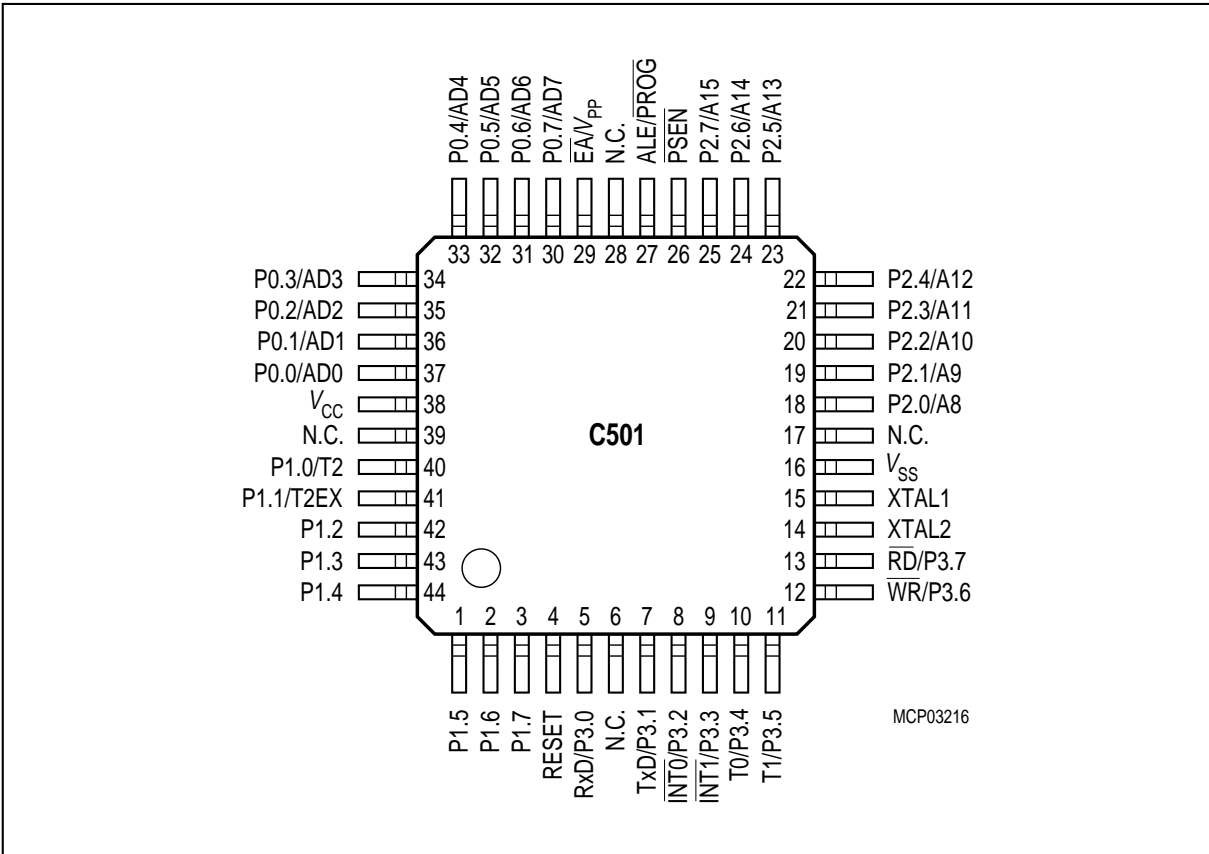 P0.4/AD4
P0.5/AD5
P0.6/AD6
P0.7/AD7
E̅A̅/VPP
N.C.
ALE/P̅R̅O̅G̅
P̅S̅E̅N̅
P2.7/A15
P2.6/A14
P2.5/A13
33 32 31 30 29 28 27 26 25 24 23
P0.3/AD3 34 22 P2.4/A12
P0.2/AD2 35 21 P2.3/A11
P0.1/AD1 36 20 P2.2/A10
P0.0/AD0 37 19 P2.1/A9
VCC 38 18 P2.0/A8
N.C. 39 C501 17 N.C.
P1.0/T2 40 16 VSS
P1.1/T2EX 41 15 XTAL1
P1.2 42 14 XTAL2
P1.3 43 13 R̅D̅/P3.7
P1.4 44 12 W̅R̅/P3.6
1 2 3 4 5 6 7 8 9 10 11
P1.5
P1.6
P1.7
RESET
RxD/P3.0
N.C.
TxD/P3.1
I̅N̅T̅0̅/P3.2
I̅N̅T̅1̅/P3.3
T0/P3.4
T1/P3.5
MCP03216